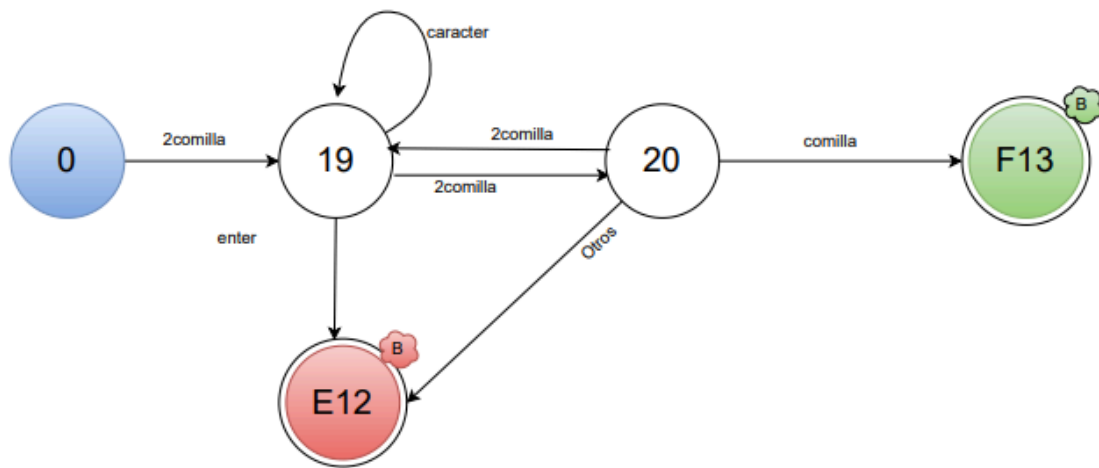 caracter
B
2comilla
2comilla
comilla
0
19
20
F13
2comilla
enter
Otros
B
E12